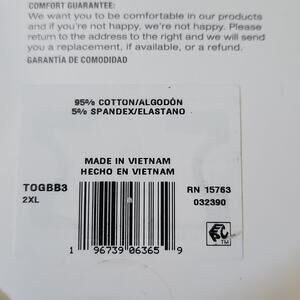 COMFORT GUARANTEE:
We want you to be comfortable in our products
and if you're not happy, we're not happy. Please
return to the address to the right and we will send
you a replacement, if available, or a refund.
GARANTÍA DE COMODIDAD
95% COTTON/ALGODÓN
5% SPANDEX/ELASTANO
MADE IN VIETNAM
HECHO EN VIETNAM
TOGBB3
2XL
RN 15763
032390
1 96739 06365 9
TM